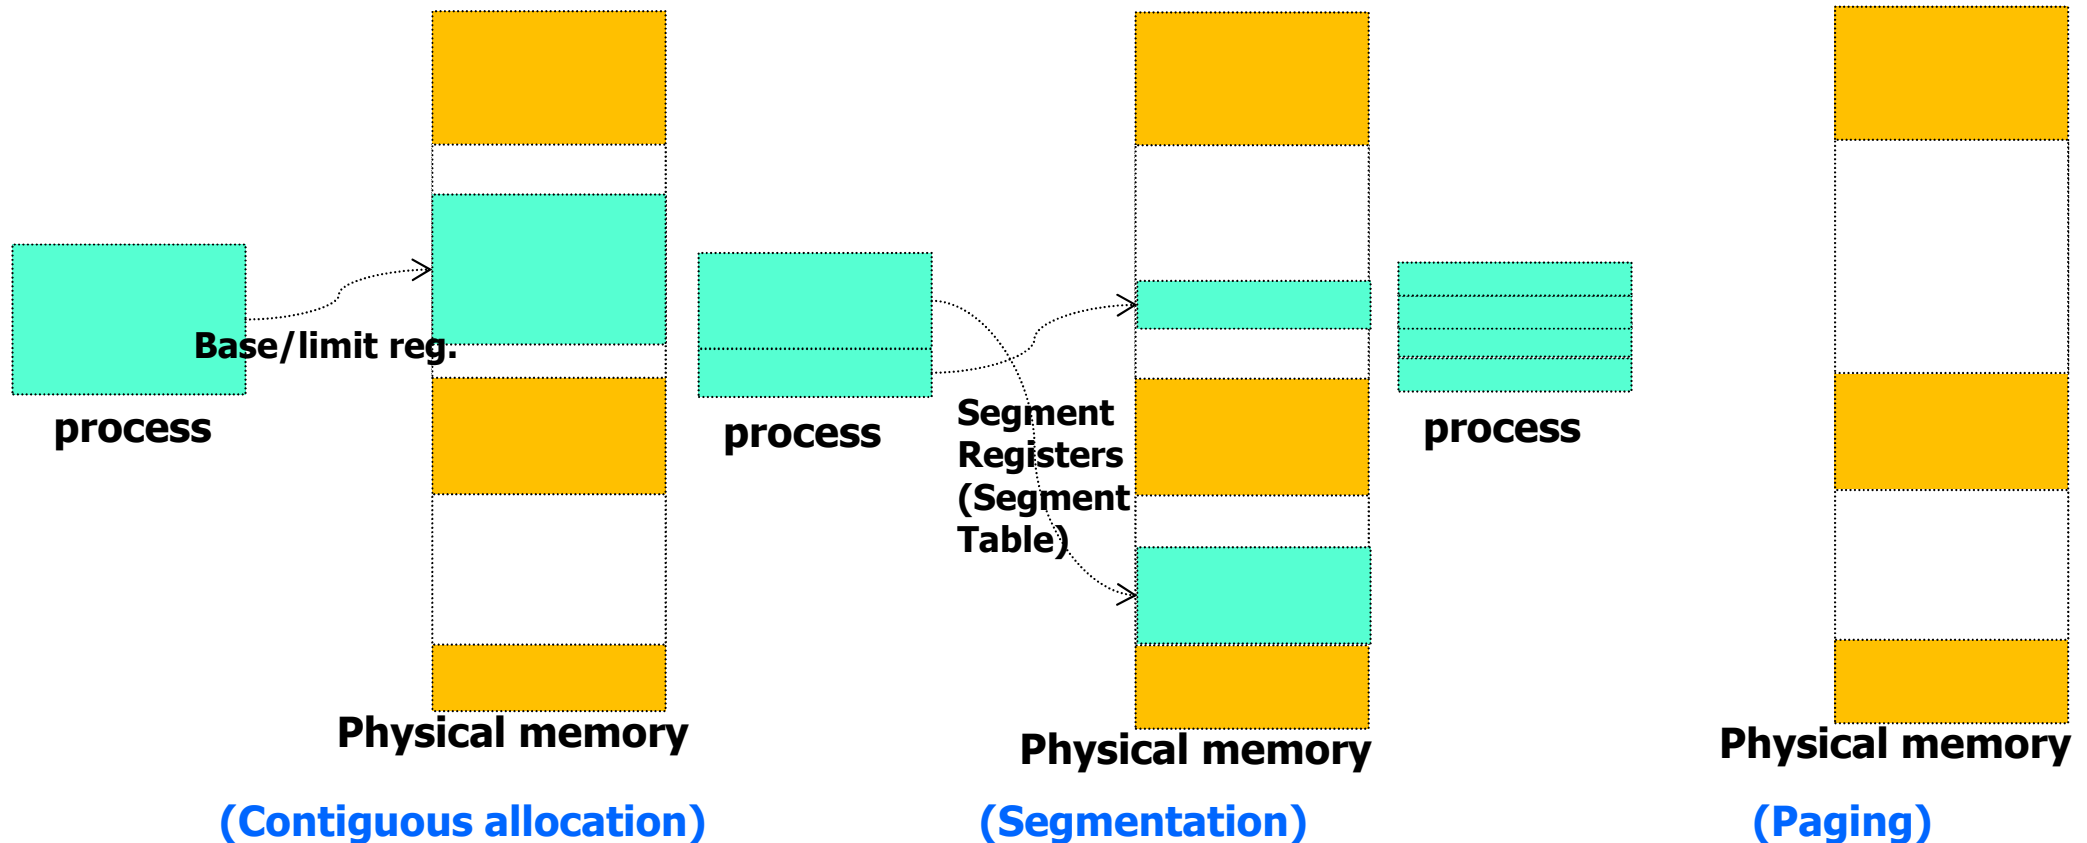 Base/limit reg.
process
Physical memory
(Contiguous allocation)
process
Segment
Registers
(Segment
Table)
Physical memory
(Segmentation)
process
Physical memory
(Paging)